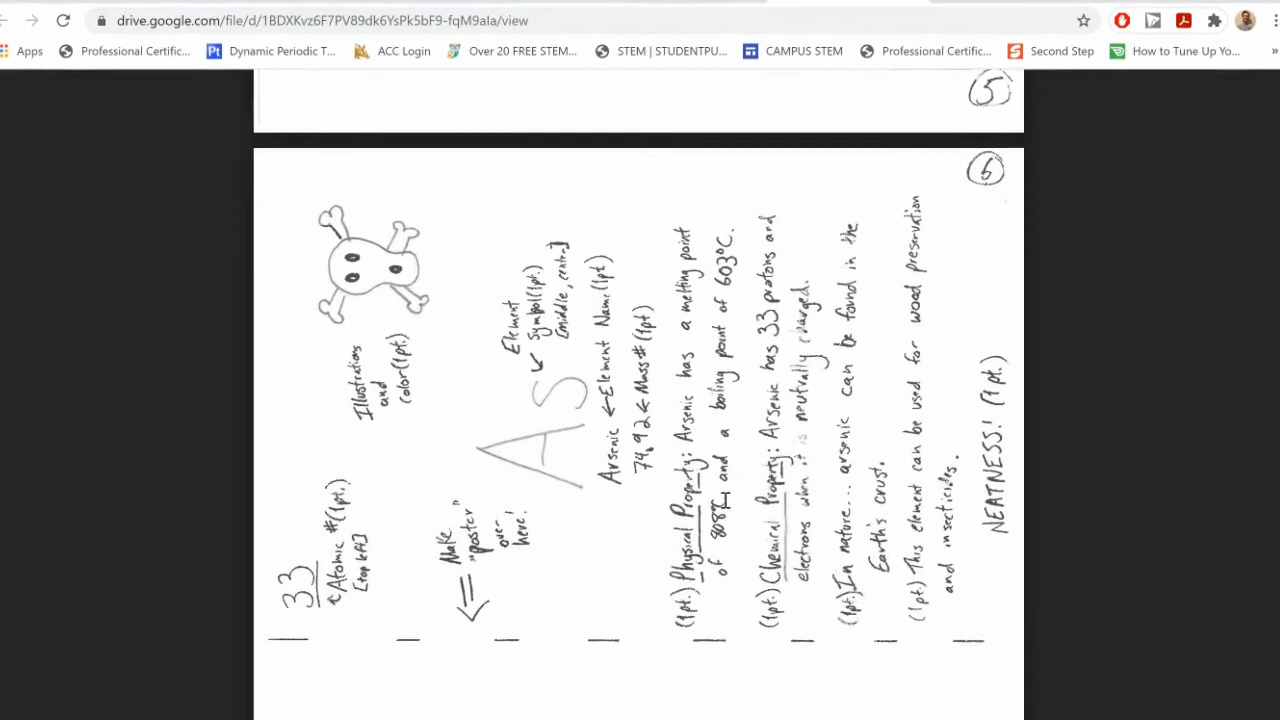 drive.google.com/file/d/1BDXKvz6F7PV89dk6YsPk5bF9-fqM9ala/view
Apps
Professional Certific...
Dynamic Periodic T...
ACC Login
Over 20 FREE STEM...
STEM | STUDENTPU...
CAMPUS STEM
Professional Certific...
Second Step
How to Tune Up Yo...
5
6
33
Atomic #(1pt.)
[top left]
Illustrations
and
color(1pt.)
Make
"poster"
over
here!
As
Element
Symbol(1pt.)
[middle, center]
Arsenic ← Element Name(1pt)
74.92 ← Mass#(1pt)
(1pt.) Physical Property: Arsenic has a melting point
of 808°C and a boiling point of 603°C.
(1pt.) Chemical Property: Arsenic has 33 protons and
electrons when it is neutrally charged.
(1pt.) In nature... arsenic can be found in the
Earth's crust.
(1pt.) This element can be used for wood preservation
and insecticides.
NEATNESS! (1pt.)